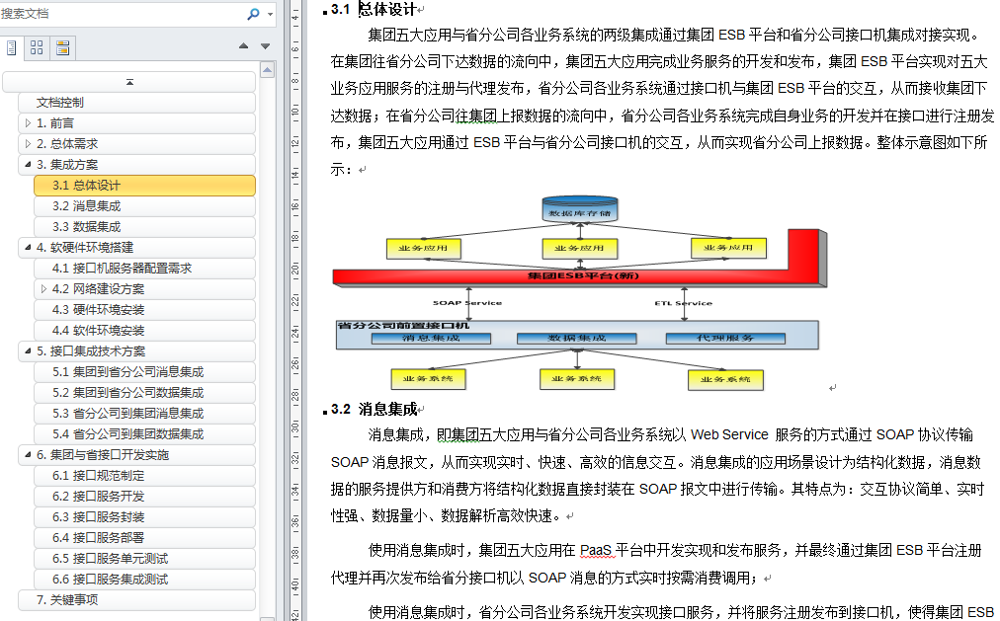 搜索文档
文档控制
1. 前言
2. 总体需求
3. 集成方案
3.1 总体设计
3.2 消息集成
3.3 数据集成
4. 软硬件环境搭建
4.1 接口机服务器配置需求
4.2 网络建设方案
4.3 硬件环境安装
4.4 软件环境安装
5. 接口集成技术方案
5.1 集团到省分公司消息集成
5.2 集团到省分公司数据集成
5.3 省分公司到集团消息集成
5.4 省分公司到集团数据集成
6. 集团与省接口开发实施
6.1 接口规范制定
6.2 接口服务开发
6.3 接口服务封装
6.4 接口服务部署
6.5 接口服务单元测试
6.6 接口服务集成测试
7. 关键事项
3.1 总体设计
集团五大应用与省分公司各业务系统的两级集成通过集团 ESB 平台和省分公司接口机集成对接实现。
在集团往省分公司下达数据的流向中，集团五大应用完成业务服务的开发和发布，集团 ESB 平台实现对五大
业务应用服务的注册与代理发布，省分公司各业务系统通过接口机与集团 ESB 平台的交互，从而接收集团下
达数据；在省分公司往集团上报数据的流向中，省分公司各业务系统完成自身业务的开发并在接口进行注册发
布，集团五大应用通过 ESB 平台与省分公司接口机的交互，从而实现省分公司上报数据。整体示意图如下所
示：
数据库存储
业务应用 业务应用 业务应用
集团ESB平台(新)
SOAP Service ETL Service
省分公司前置接口机
消息集成 数据集成 代理服务
业务系统 业务系统 业务系统
3.2 消息集成
消息集成，即集团五大应用与省分公司各业务系统以 Web Service 服务的方式通过 SOAP 协议传输
SOAP 消息报文，从而实现实时、快速、高效的信息交互。消息集成的应用场景设计为结构化数据，消息数
据的服务提供方和消费方将结构化数据直接封装在 SOAP 报文中进行传输。其特点为：交互协议简单、实时
性强、数据量小、数据解析高效快速。
使用消息集成时，集团五大应用在 PaaS 平台中开发实现和发布服务，并最终通过集团 ESB 平台注册
代理并再次发布给省分接口机以 SOAP 消息的方式实时按需消费调用；
使用消息集成时，省分公司各业务系统开发实现接口服务，并将服务注册发布到接口机，使得集团 ESB